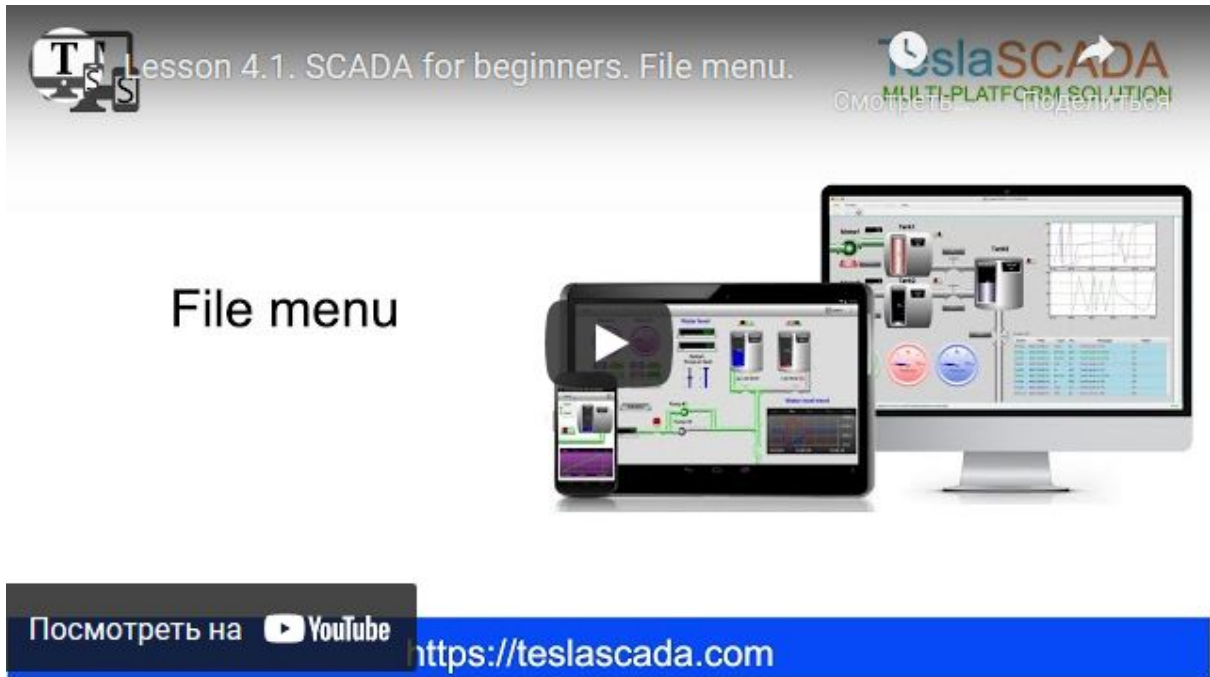 Lesson 4.1. SCADA for beginners. File menu.
TeslaSCADA
MULTI-PLATFORM SOLUTION
Смотреть
Поделиться
T
S
S
File menu
Tank1
Посмотреть на YouTube
https://teslascada.com